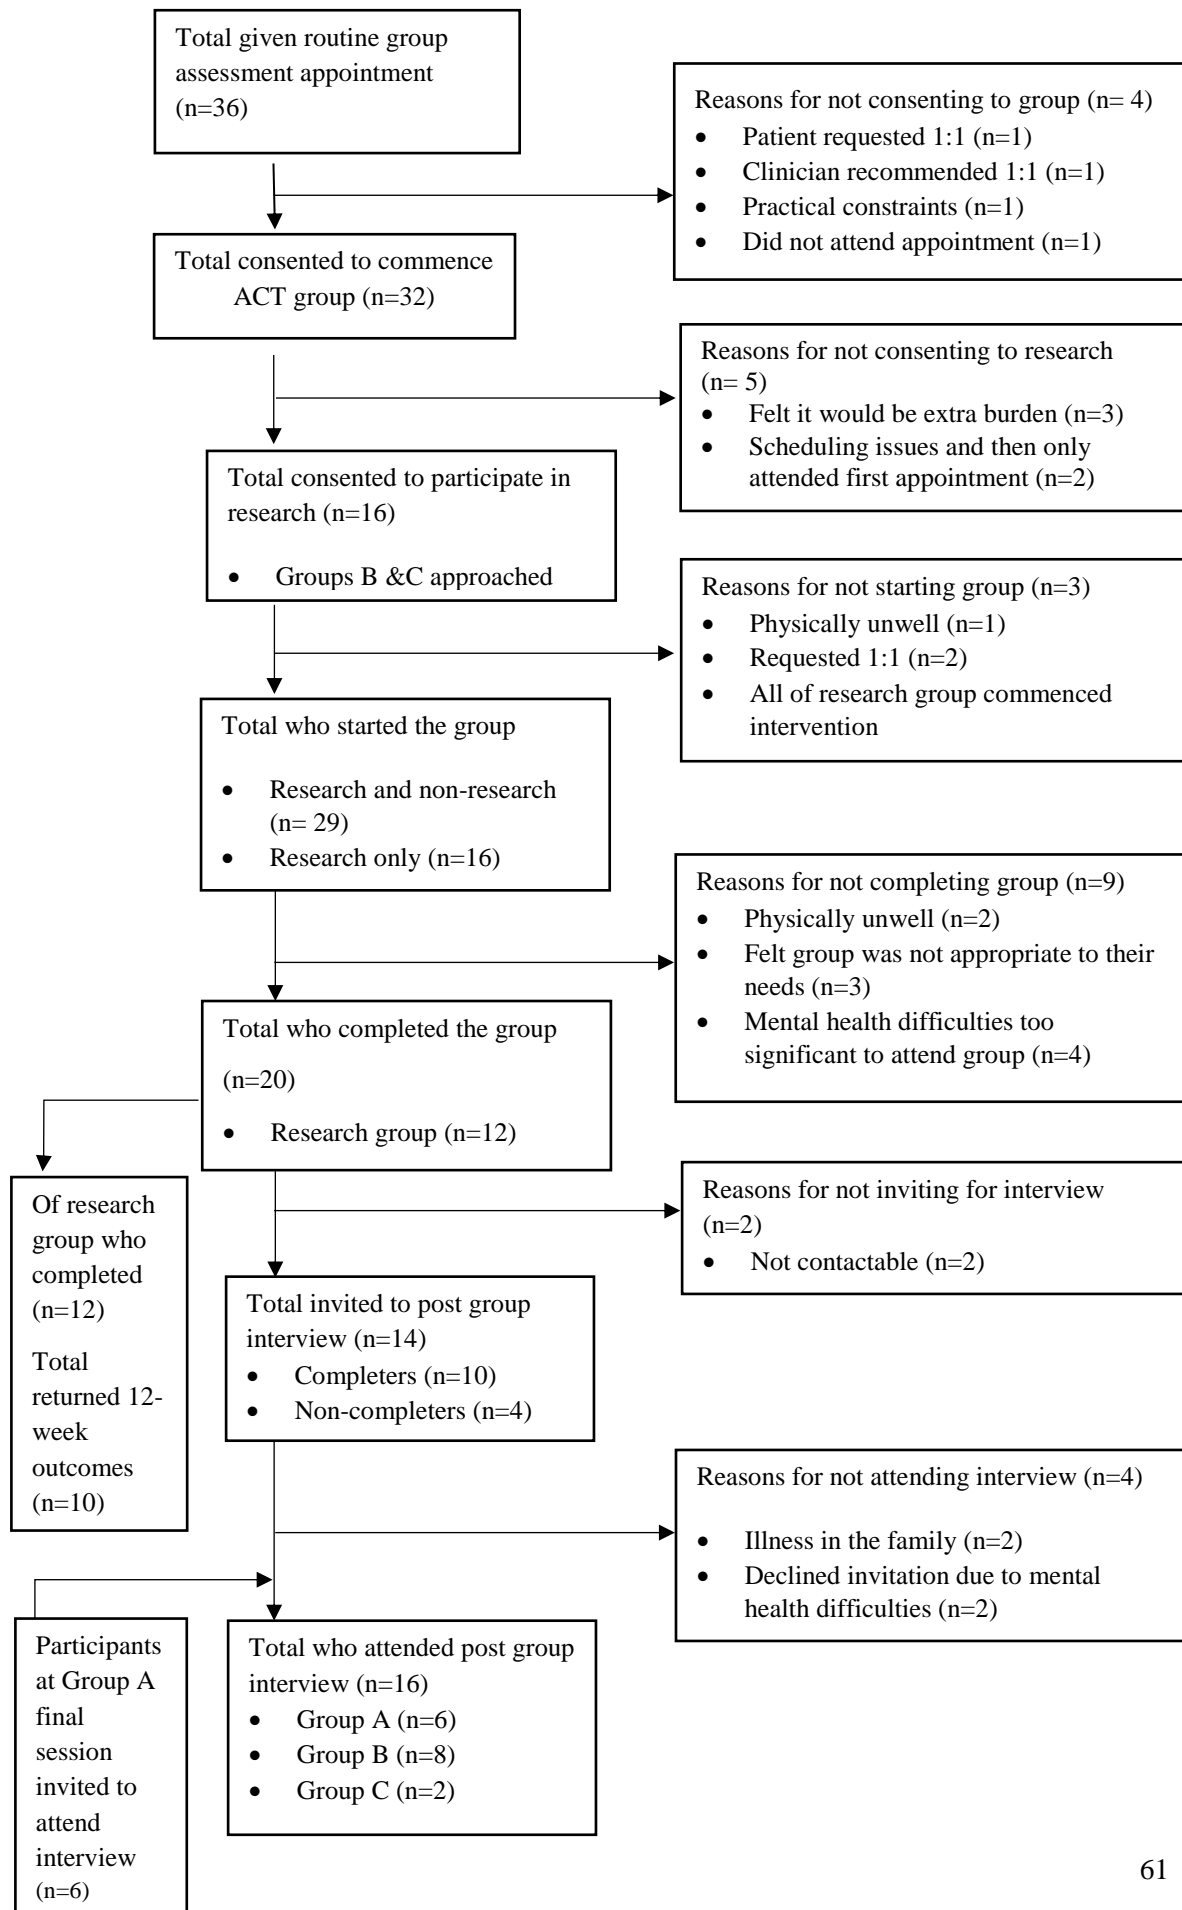 Total given routine group
assessment appointment
(n=36)
Reasons for not consenting to group (n= 4)
• Patient requested 1:1 (n=1)
• Clinician recommended 1:1 (n=1)
• Practical constraints (n=1)
• Did not attend appointment (n=1)
Total consented to commence
ACT group (n=32)
Reasons for not consenting to research
(n= 5)
• Felt it would be extra burden (n=3)
• Scheduling issues and then only
attended first appointment (n=2)
Total consented to participate in
research (n=16)
• Groups B &C approached
Reasons for not starting group (n=3)
• Physically unwell (n=1)
• Requested 1:1 (n=2)
• All of research group commenced
intervention
Total who started the group
• Research and non-research
(n= 29)
• Research only (n=16)
Reasons for not completing group (n=9)
• Physically unwell (n=2)
• Felt group was not appropriate to their
needs (n=3)
• Mental health difficulties too
significant to attend group (n=4)
Total who completed the group
(n=20)
• Research group (n=12)
Of research
group who
completed
(n=12)
Total
returned 12-
week
outcomes
(n=10)
Reasons for not inviting for interview
(n=2)
• Not contactable (n=2)
Total invited to post group
interview (n=14)
• Completers (n=10)
• Non-completers (n=4)
Reasons for not attending interview (n=4)
• Illness in the family (n=2)
• Declined invitation due to mental
health difficulties (n=2)
Participants
at Group A
final
session
invited to
attend
interview
(n=6)
Total who attended post group
interview (n=16)
• Group A (n=6)
• Group B (n=8)
• Group C (n=2)
61